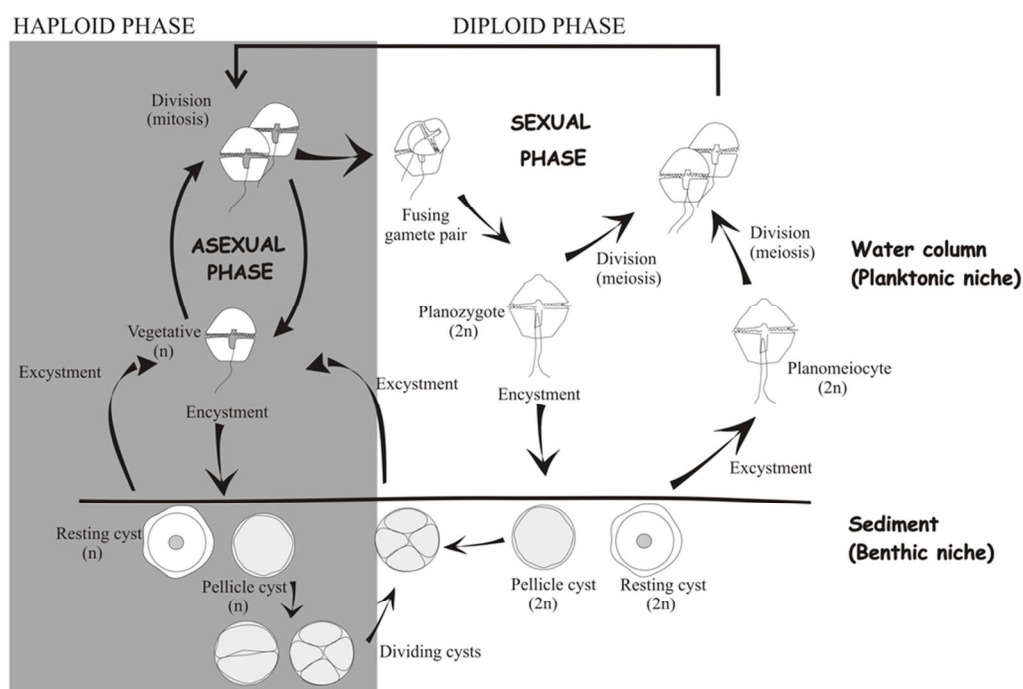 HAPLOID PHASE
DIPLOID PHASE
Division
(mitosis)
SEXUAL
PHASE
Fusing
gamete pair
ASEXUAL
PHASE
Division
(meiosis)
Division
(meiosis)
Water column
(Planktonic niche)
Vegetative
(n)
Planozygote
(2n)
Planomeiocyte
(2n)
Excystment
Encystment
Excystment
Encystment
Excystment
Resting cyst
(n)
Pellicle cyst
(n)
Pellicle cyst
(2n)
Resting cyst
(2n)
Sediment
(Benthic niche)
Dividing cysts